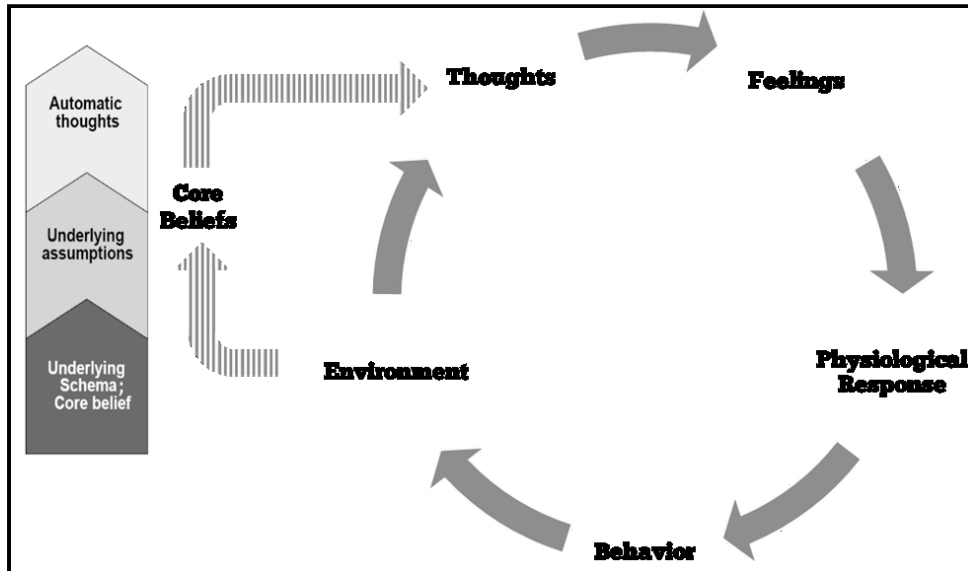 Automatic
thoughts
Underlying
assumptions
Underlying
Schema;
Core belief
Core
Beliefs
Thoughts
Feelings
Environment
Physiological
Response
Behavior